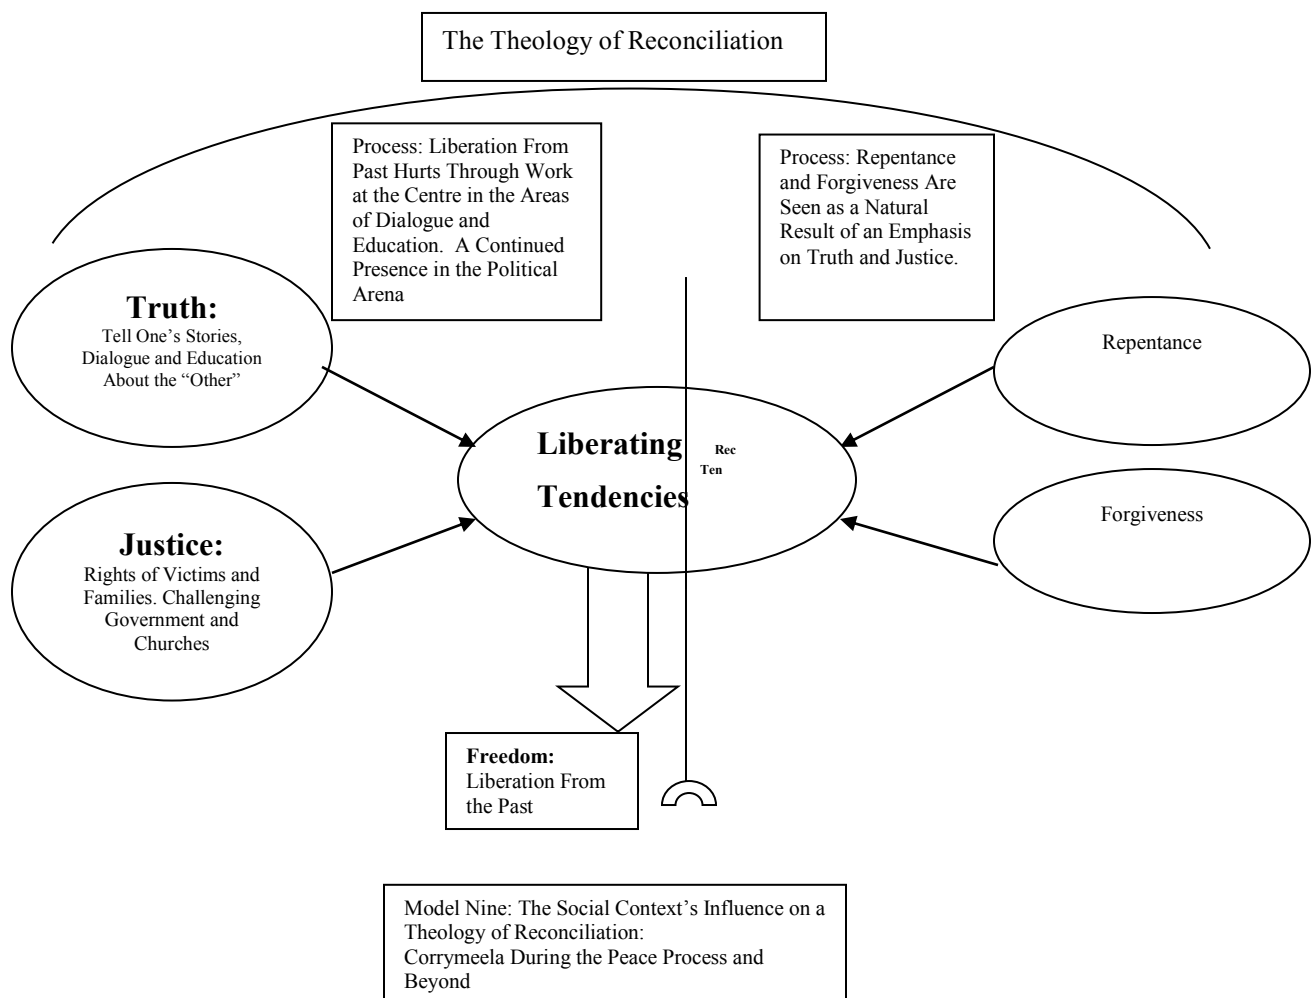 The Theology of Reconciliation
Process: Liberation From
Past Hurts Through Work
at the Centre in the Areas
of Dialogue and
Education.  A Continued
Presence in the Political
Arena
Process: Repentance
and Forgiveness Are
Seen as a Natural
Result of an Emphasis
on Truth and Justice.
Truth:
Tell One’s Stories,
Dialogue and Education
About the “Other”
Repentance
Liberating
Tendencies
Rec
Ten
Justice:
Rights of Victims and
Families. Challenging
Government and
Churches
Forgiveness
Freedom:
Liberation From
the Past
Model Nine: The Social Context’s Influence on a
Theology of Reconciliation:
Corrymeela During the Peace Process and
Beyond